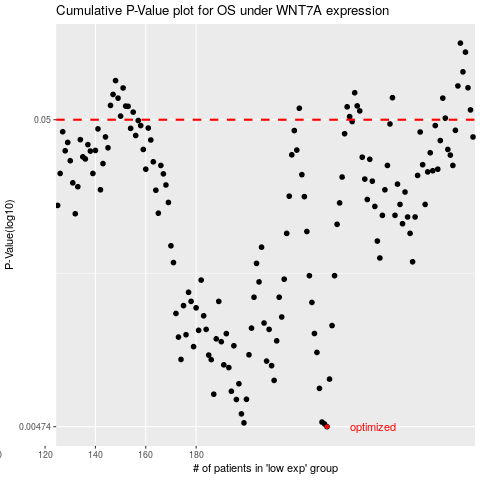 Cumulative P-Value plot for OS under WNT7A expression
0.05
P-Value(log10)
0.00474
optimized
0 120 140 160 180
# of patients in 'low exp' group